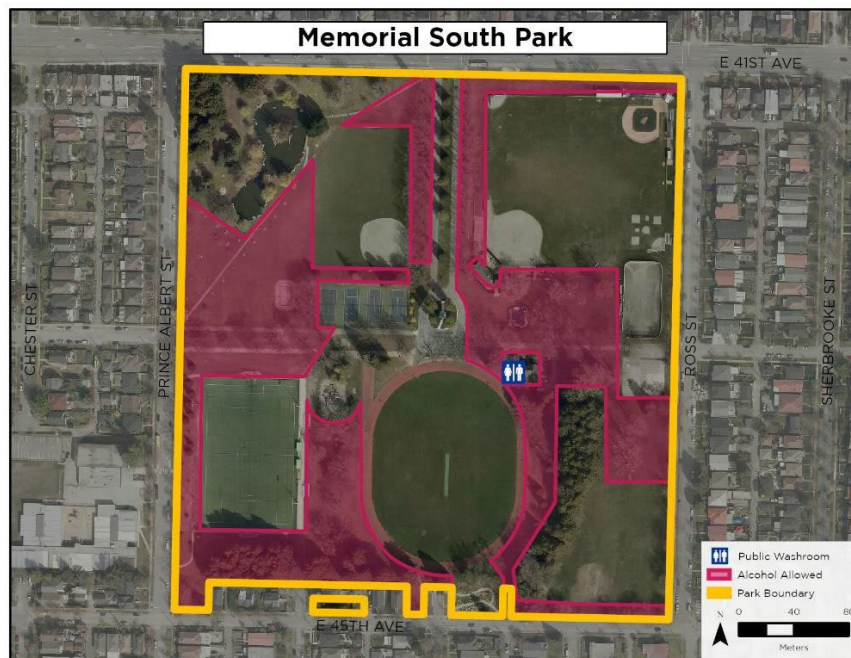 Memorial South Park
E 41ST AVE
CHESTER ST
PRINCE ALBERT ST
ROSS ST
SHERBROOKE ST
E 45TH AVE
Public Washroom
Alcohol Allowed
Park Boundary
N
0 40 80
Meters